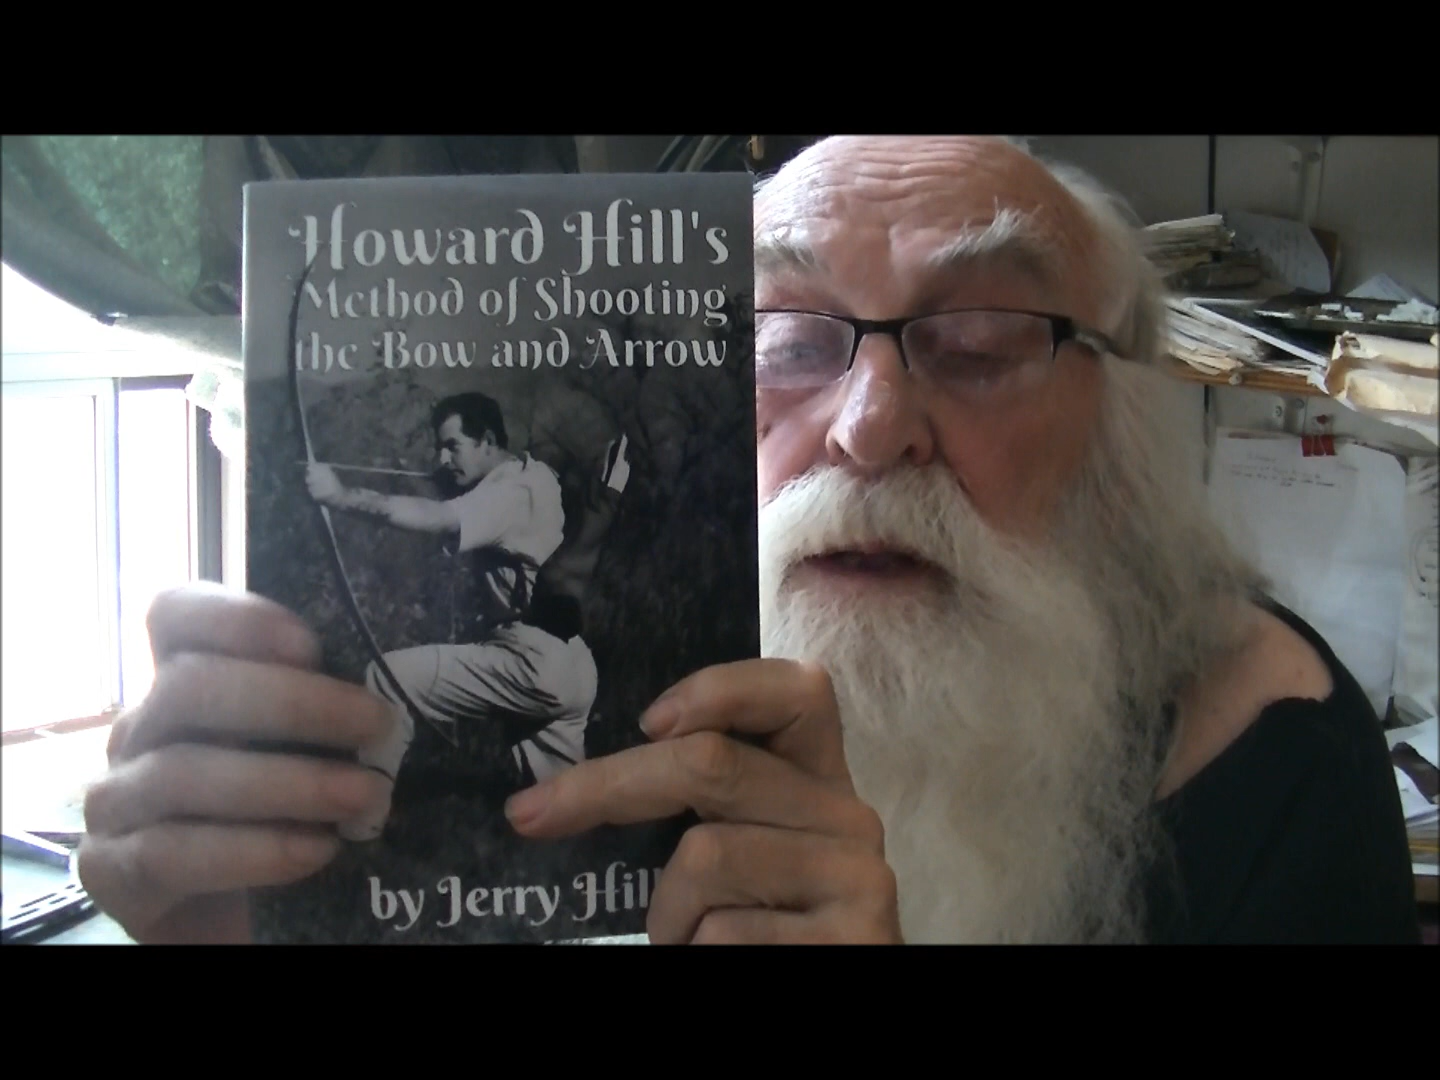 Howard Hill's
Method of Shooting
the Bow and Arrow
by Jerry Hill